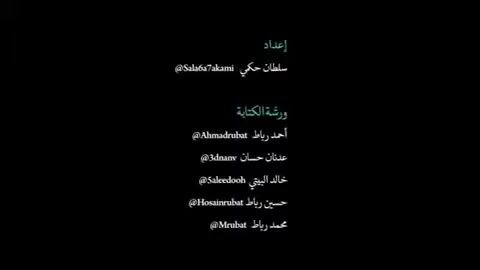 إعداد
سلطان حكمي @Sala6a7akami
ورشة الكتابة
أحمد رباط @Ahmadrubat
عدنان حسان @3dnanv
خالد البيتي @5aleedooh
حسين رباط @Hosainrubat
محمد رباط @Mrubat